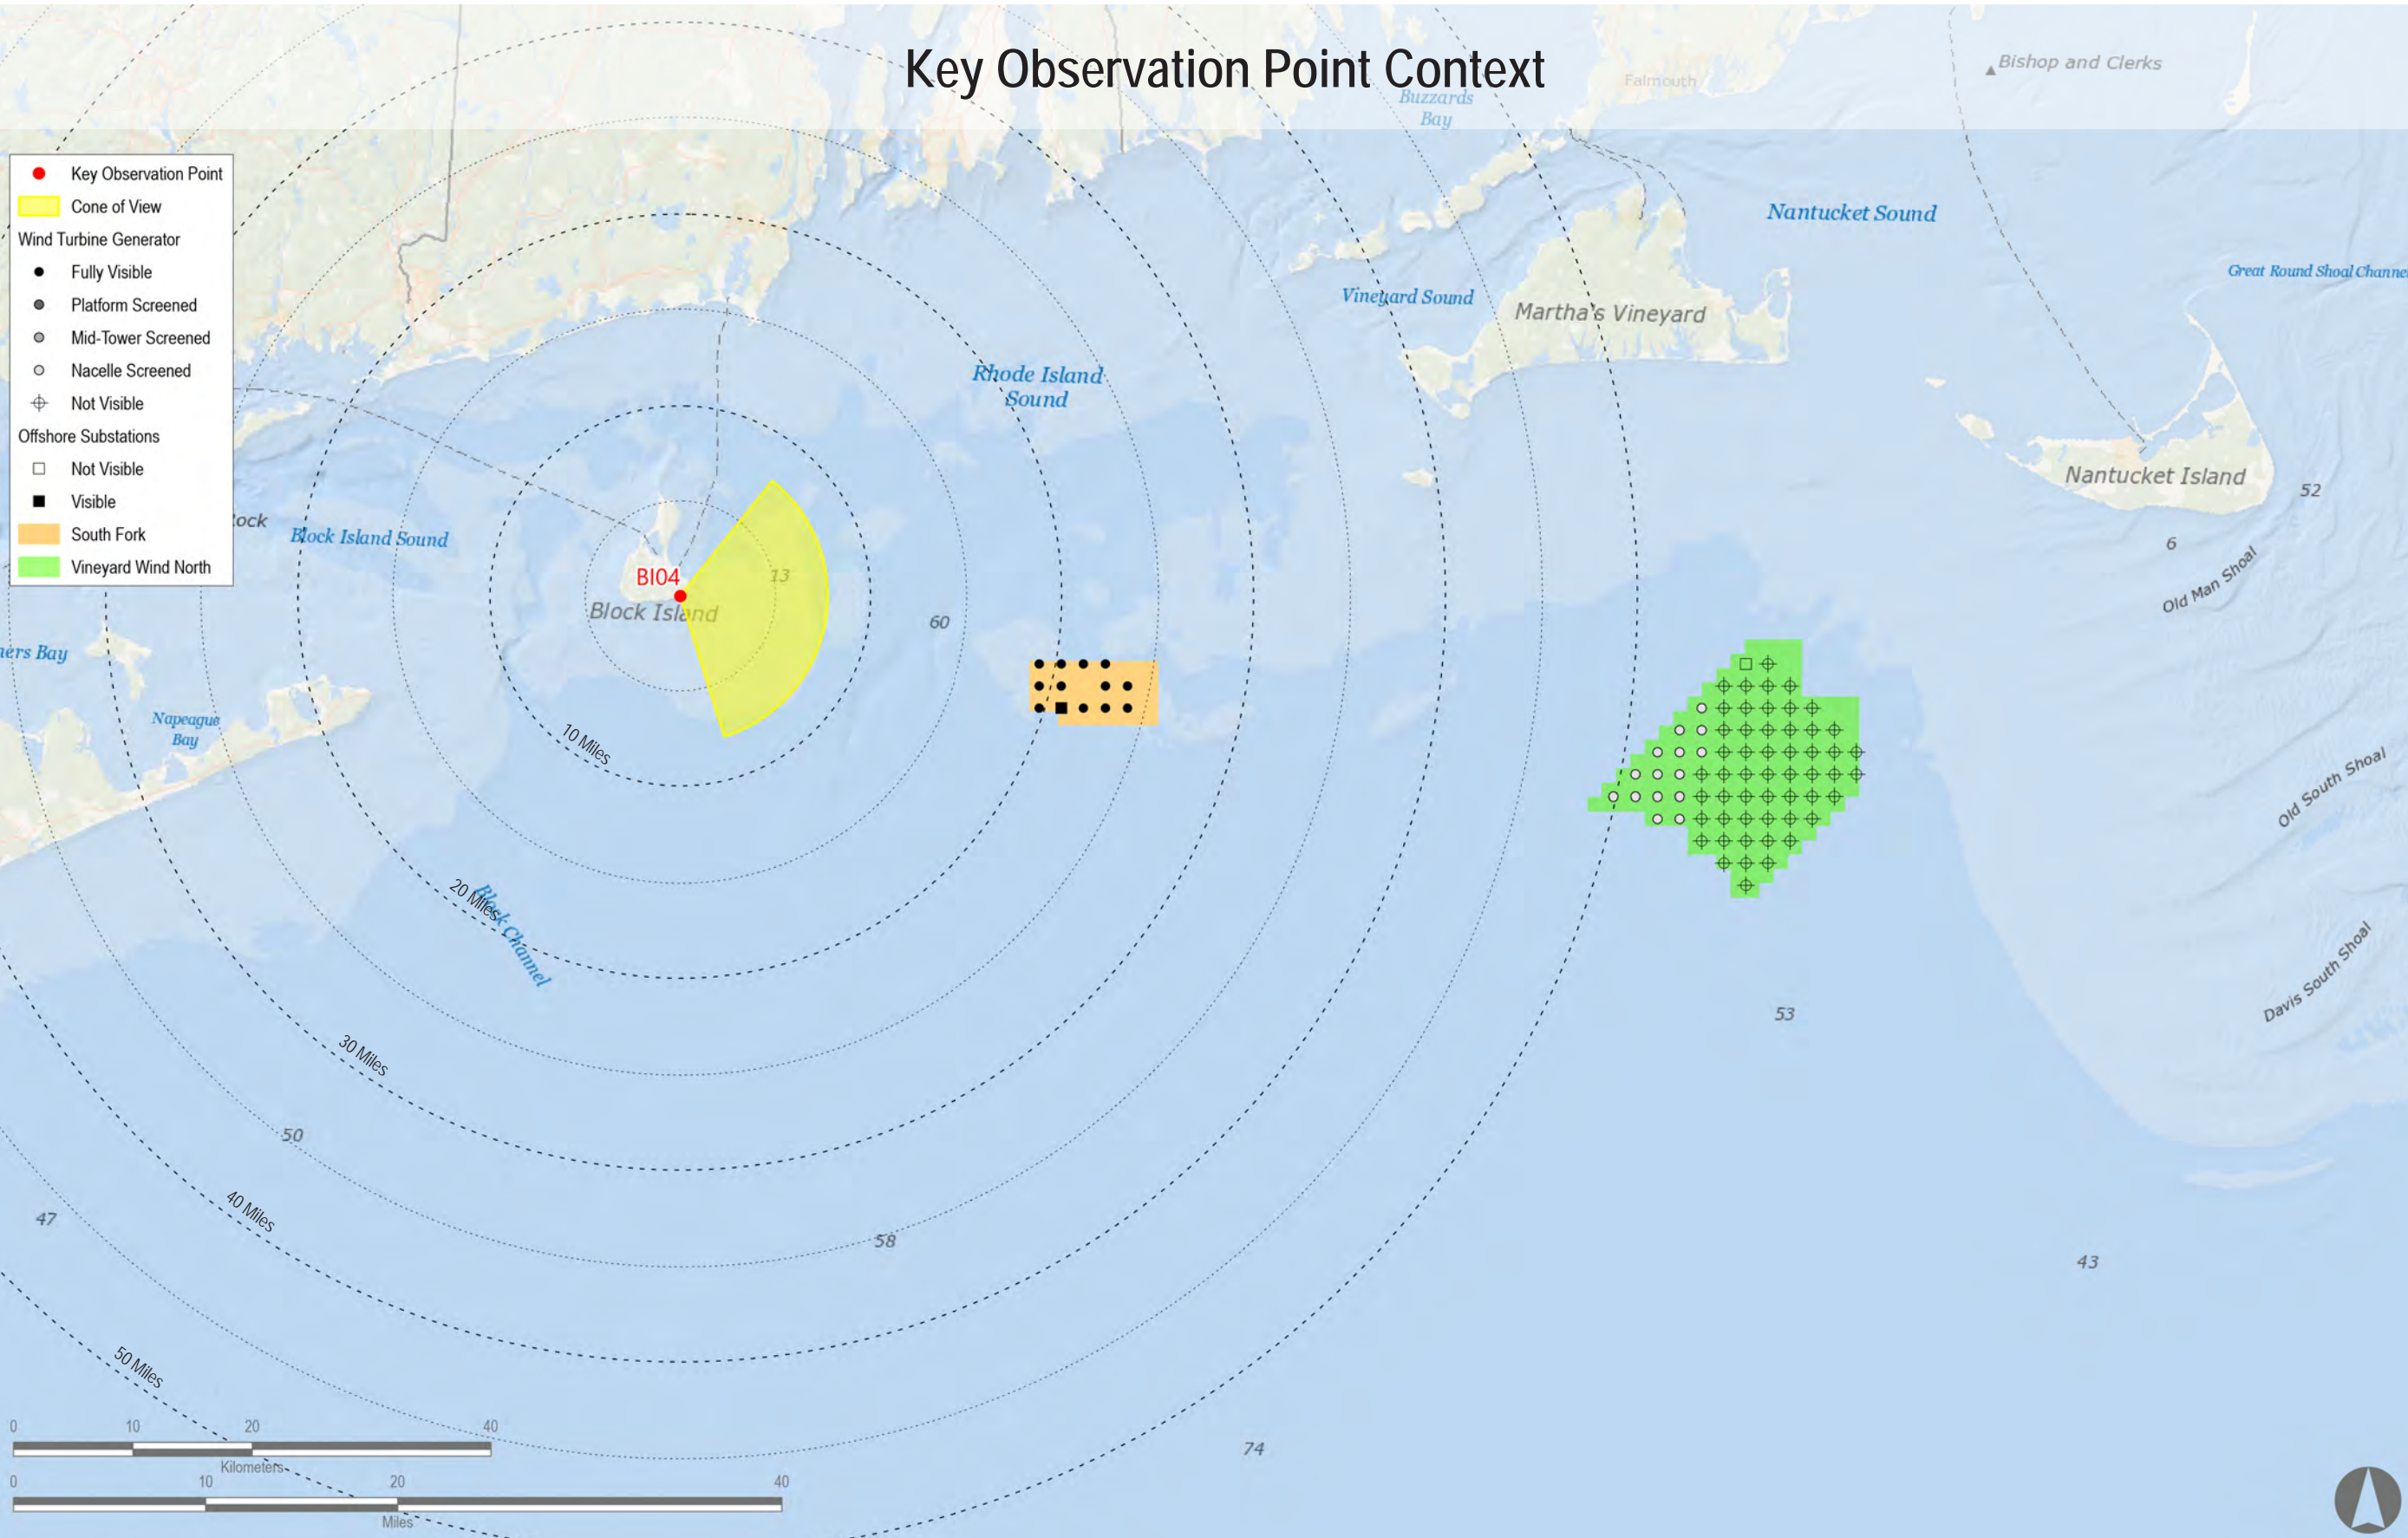 Key Observation Point Context
Bishop and Clerks
Falmouth
Buzzards
Bay
Key Observation Point
Cone of View
Wind Turbine Generator
Fully Visible
Platform Screened
Mid-Tower Screened
Nacelle Screened
Not Visible
Offshore Substations
Not Visible
Visible
South Fork
Vineyard Wind North
Nantucket Sound
Great Round Shoal Channel
Vineyard Sound
Martha's Vineyard
Rhode Island
Sound
Nantucket Island
52
6
Old Man Shoal
ock
Block Island Sound
BI04
13
Block Island
60
ners Bay
Napeague
Bay
10 Miles
Old South Shoal
20 Miles
Block Channel
Davis South Shoal
53
30 Miles
50
40 Miles
47
58
43
50 Miles
74
0 10 20 40
Kilometers
0 10 20 40
Miles